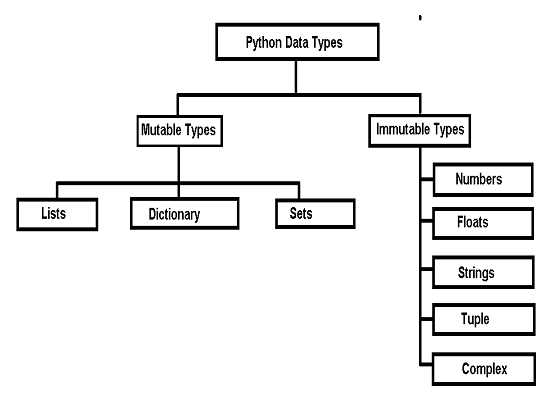 Python Data Types
Mutable Types
Immutable Types
Lists
Dictionary
Sets
Numbers
Floats
Strings
Tuple
Complex